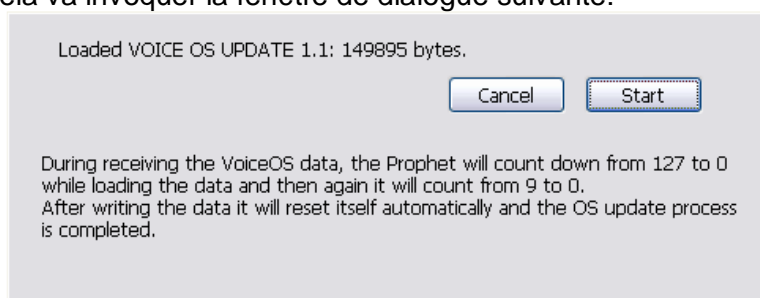 cela va invoquer la fenêtre de dialogue suivante:
Loaded VOICE OS UPDATE 1.1: 149895 bytes.
Cancel Start
During receiving the VoiceOS data, the Prophet will count down from 127 to 0
while loading the data and then again it will count from 9 to 0.
After writing the data it will reset itself automatically and the OS update process
is completed.